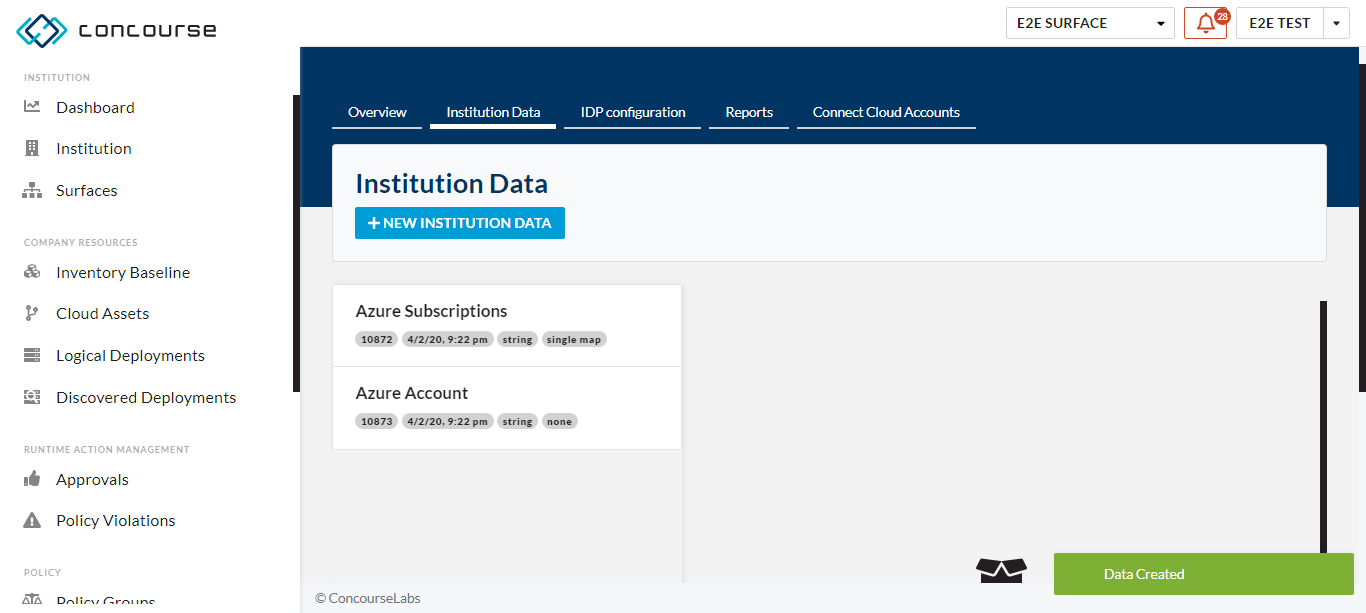 concourse
E2E SURFACE
28
E2E TEST
INSTITUTION
Dashboard
Institution
Surfaces
COMPANY RESOURCES
Inventory Baseline
Cloud Assets
Logical Deployments
Discovered Deployments
RUNTIME ACTION MANAGEMENT
Approvals
Policy Violations
POLICY
Policy Groups
Overview
Institution Data
IDP configuration
Reports
Connect Cloud Accounts
Institution Data
+ NEW INSTITUTION DATA
Azure Subscriptions
10872 4/2/20, 9:22 pm string single map
Azure Account
10873 4/2/20, 9:22 pm string none
Data Created
© ConcourseLabs